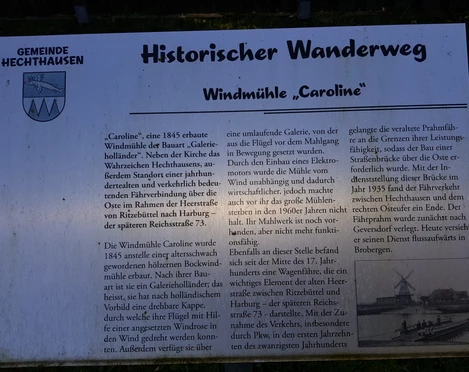 GEMEINDE
HECHTHAUSEN
Historischer Wanderweg
Windmühle „Caroline“
„Caroline“, eine 1845 erbaute
Windmühle der Bauart „Galerie-
holländer“. Neben der Kirche das
Wahrzeichen Hechthausens, au-
ßerdem Standort einer jahrhun-
dertealten und verkehrlich bedeu-
tenden Fährverbindung über die
Oste im Rahmen der Heerstraße
von Ritzebüttel nach Harburg –
der späteren Reichsstraße 73.
Die Windmühle Caroline wurde
1845 anstelle einer altersschwach
gewordenen hölzernen Bockwind-
mühle erbaut. Nach ihrer Bau-
art ist sie ein Galerieholländer; das
heisst, sie hat nach holländischem
Vorbild eine drehbare Kappe,
durch welche ihre Flügel mit Hil-
fe einer angesetzten Windrose in
den Wind gedreht werden konn-
ten. Außerdem verfügt sie über
eine umlaufende Galerie, von der
aus die Flügel vor dem Mahlgang
in Bewegung gesetzt wurden.
Durch den Einbau eines Elektro-
motors wurde die Mühle vom
Wind unabhängig und dadurch
wirtschaftlicher, jedoch machte
auch vor ihr das große Mühlen-
sterben in den 1960er Jahren nicht
halt. Ihr Mahlwerk ist noch vor-
handen, aber nicht mehr funkti-
onsfähig.
Ebenfalls an dieser Stelle befand
sich seit der Mitte des 17. Jahr-
hunderts eine Wagenfähre, die ein
wichtiges Element der alten Heer-
straße zwischen Ritzebüttel und
Harburg – der späteren Reichs-
straße 73 - darstellte. Mit der Zu-
nahme des Verkehrs, insbesondere
durch Pkw, in den ersten Jahrzehn-
ten des zwanzigsten Jahrhunderts
gelangte die veraltete Prahmfäh-
re an die Grenzen ihrer Leistungs-
fähigkeit, sodass der Bau einer
Straßenbrücke über die Oste er-
forderlich wurde. Mit der In-
dienststellung dieser Brücke im
Jahr 1935 fand der Fährverkehr
zwischen Hechthausen und dem
rechten Osteufer ein Ende. Der
Fährprahm wurde zunächst nach
Geversdorf verlegt. Heute versieh
er seinen Dienst flussaufwärts in
Brobergen.